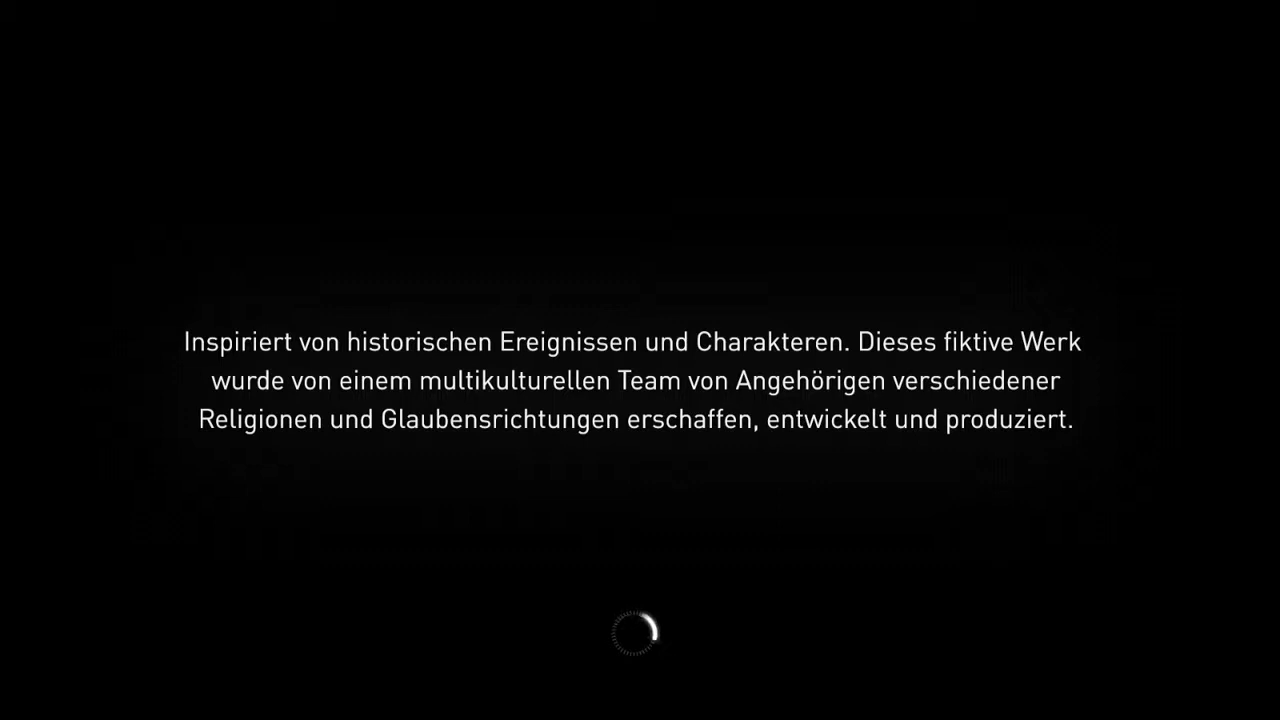 Inspiriert von historischen Ereignissen und Charakteren. Dieses fiktive Werk
wurde von einem multikulturellen Team von Angehörigen verschiedener
Religionen und Glaubensrichtungen erschaffen, entwickelt und produziert.